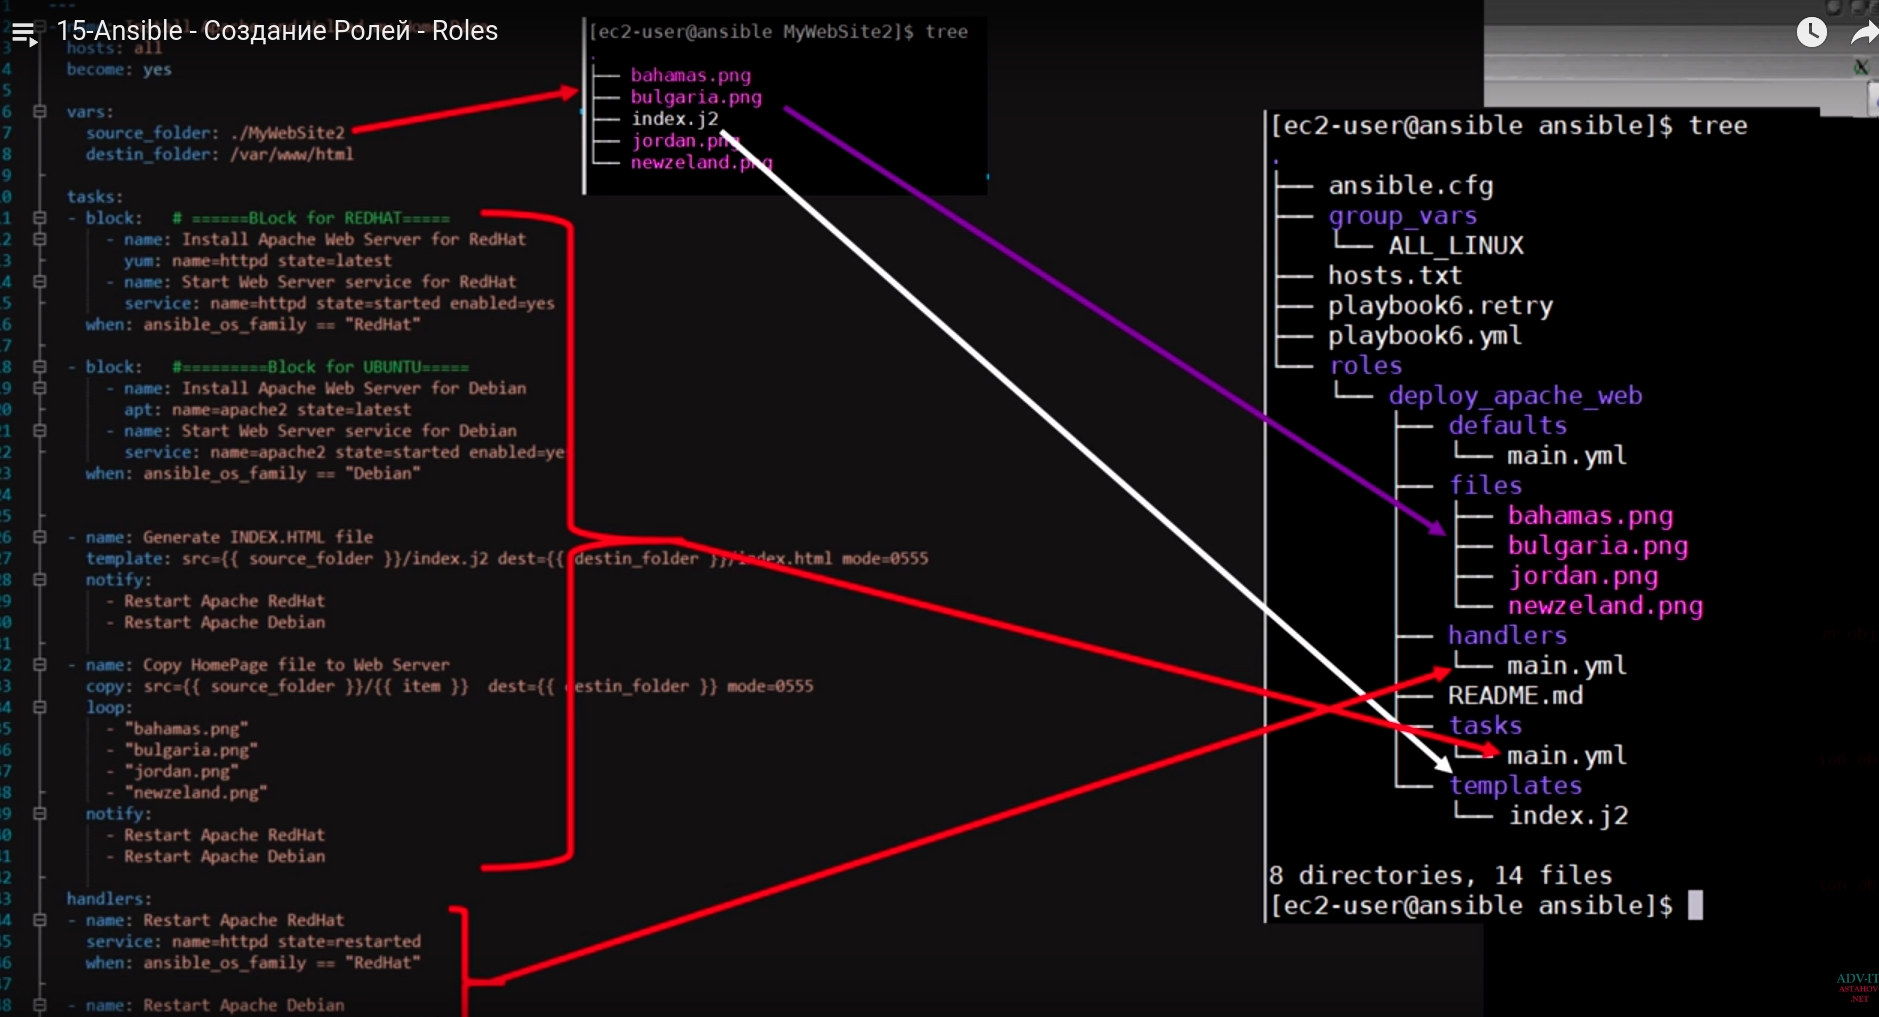 15-Ansible - Создание Ролей - Roles
---
hosts: all
become: yes
vars:
source_folder: ./MyWebSite2
destin_folder: /var/www/html
tasks:
- block:   # ======BLock for REDHAT=====
- name: Install Apache Web Server for RedHat
yum: name=httpd state=latest
- name: Start Web Server service for RedHat
service: name=httpd state=started enabled=yes
when: ansible_os_family == "RedHat"
- block:   #=========Block for UBUNTU=====
- name: Install Apache Web Server for Debian
apt: name=apache2 state=latest
- name: Start Web Server service for Debian
service: name=apache2 state=started enabled=ye
when: ansible_os_family == "Debian"
- name: Generate INDEX.HTML file
template: src={{ source_folder }}/index.j2 dest={{ destin_folder }}/index.html mode=0555
notify:
- Restart Apache RedHat
- Restart Apache Debian
- name: Copy HomePage file to Web Server
copy: src={{ source_folder }}/{{ item }}  dest={{ destin_folder }} mode=0555
loop:
- "bahamas.png"
- "bulgaria.png"
- "jordan.png"
- "newzeland.png"
notify:
- Restart Apache RedHat
- Restart Apache Debian
handlers:
- name: Restart Apache RedHat
service: name=httpd state=restarted
when: ansible_os_family == "RedHat"
- name: Restart Apache Debian
[ec2-user@ansible MyWebSite2]$ tree
.
├── bahamas.png
├── bulgaria.png
├── index.j2
├── jordan.png
└── newzeland.png
[ec2-user@ansible ansible]$ tree
.
├── ansible.cfg
├── group_vars
│   └── ALL_LINUX
├── hosts.txt
├── playbook6.retry
├── playbook6.yml
└── roles
└── deploy_apache_web
├── defaults
│   └── main.yml
├── files
│   ├── bahamas.png
│   ├── bulgaria.png
│   ├── jordan.png
│   └── newzeland.png
├── handlers
│   └── main.yml
├── README.md
├── tasks
│   └── main.yml
└── templates
└── index.j2
8 directories, 14 files
[ec2-user@ansible ansible]$
ADV-IT
ASTAHOV
.NET